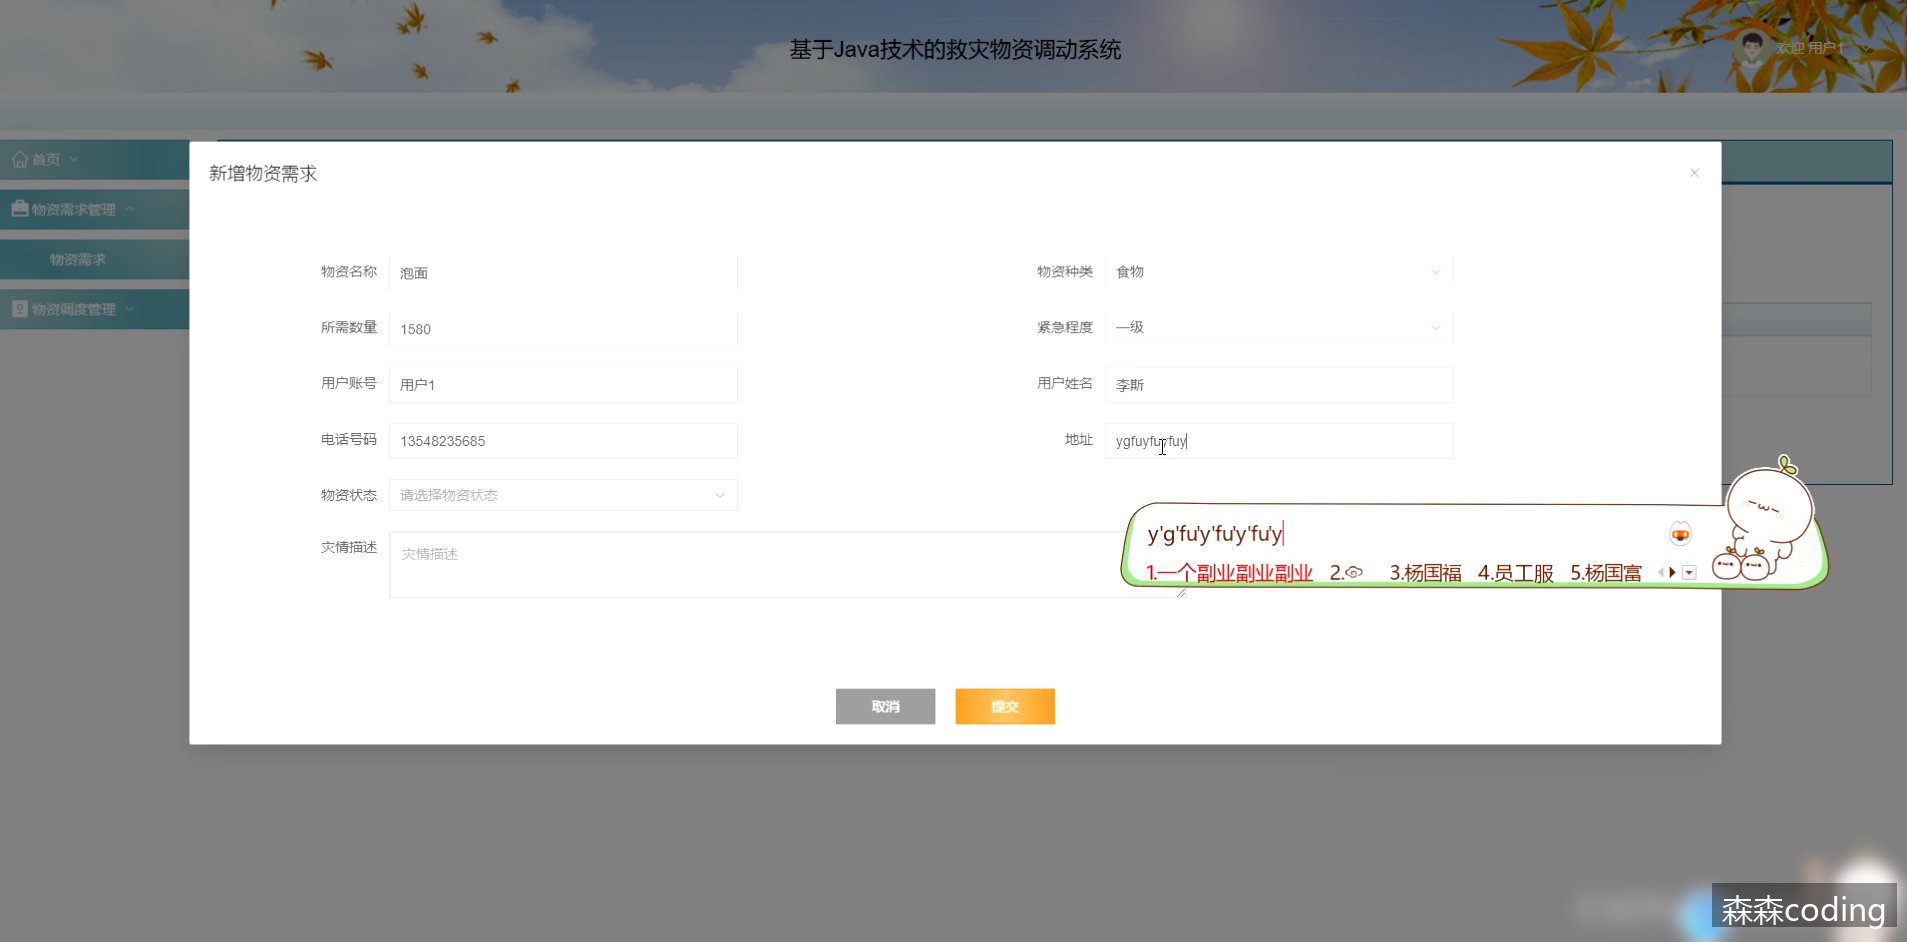 基于Java技术的救灾物资调动系统
欢迎 用户1
首页
物资需求管理
物资需求
物资调度管理
新增物资需求
物资名称 泡面 物资种类 食物
所需数量 1580 紧急程度 一级
用户账号 用户1 用户姓名 李斯
电话号码 13548235685 地址 ygfuyfuyfuy
物资状态 请选择物资状态
灾情描述 灾情描述
y'g'fu'y'fu'y'fu'y
1.一个副业副业副业 2. 3.杨国福 4.员工服 5.杨国富
取消 提交
森森coding